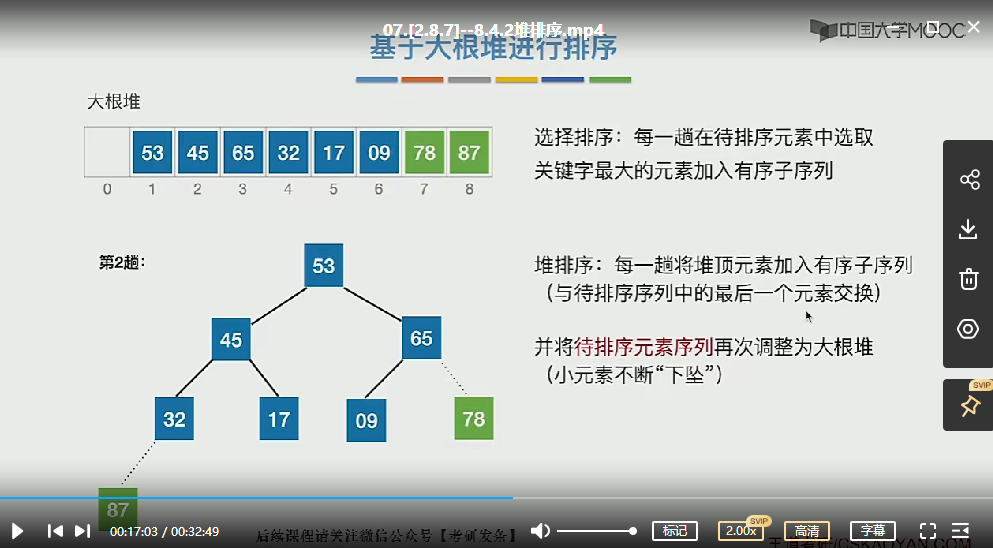 07.[2.8.7]--8.4.2堆排序.mp4
中国大学MOOC
基于大根堆进行排序
大根堆
53 45 65 32 17 09 78 87
0 1 2 3 4 5 6 7 8
选择排序：每一趟在待排序元素中选取
关键字最大的元素加入有序子序列
第2趟：
53
45 65
32 17 09 78
87
堆排序：每一趟将堆顶元素加入有序子序列
（与待排序序列中的最后一个元素交换）
并将待排序元素序列再次调整为大根堆
（小元素不断“下坠”）
SVIP
00:17:03 / 00:32:49
后续课程请关注微信公众号【考研发条】
标记
2.00x
SVIP
高清
字幕
王道考研/CSKAOYAN.COM